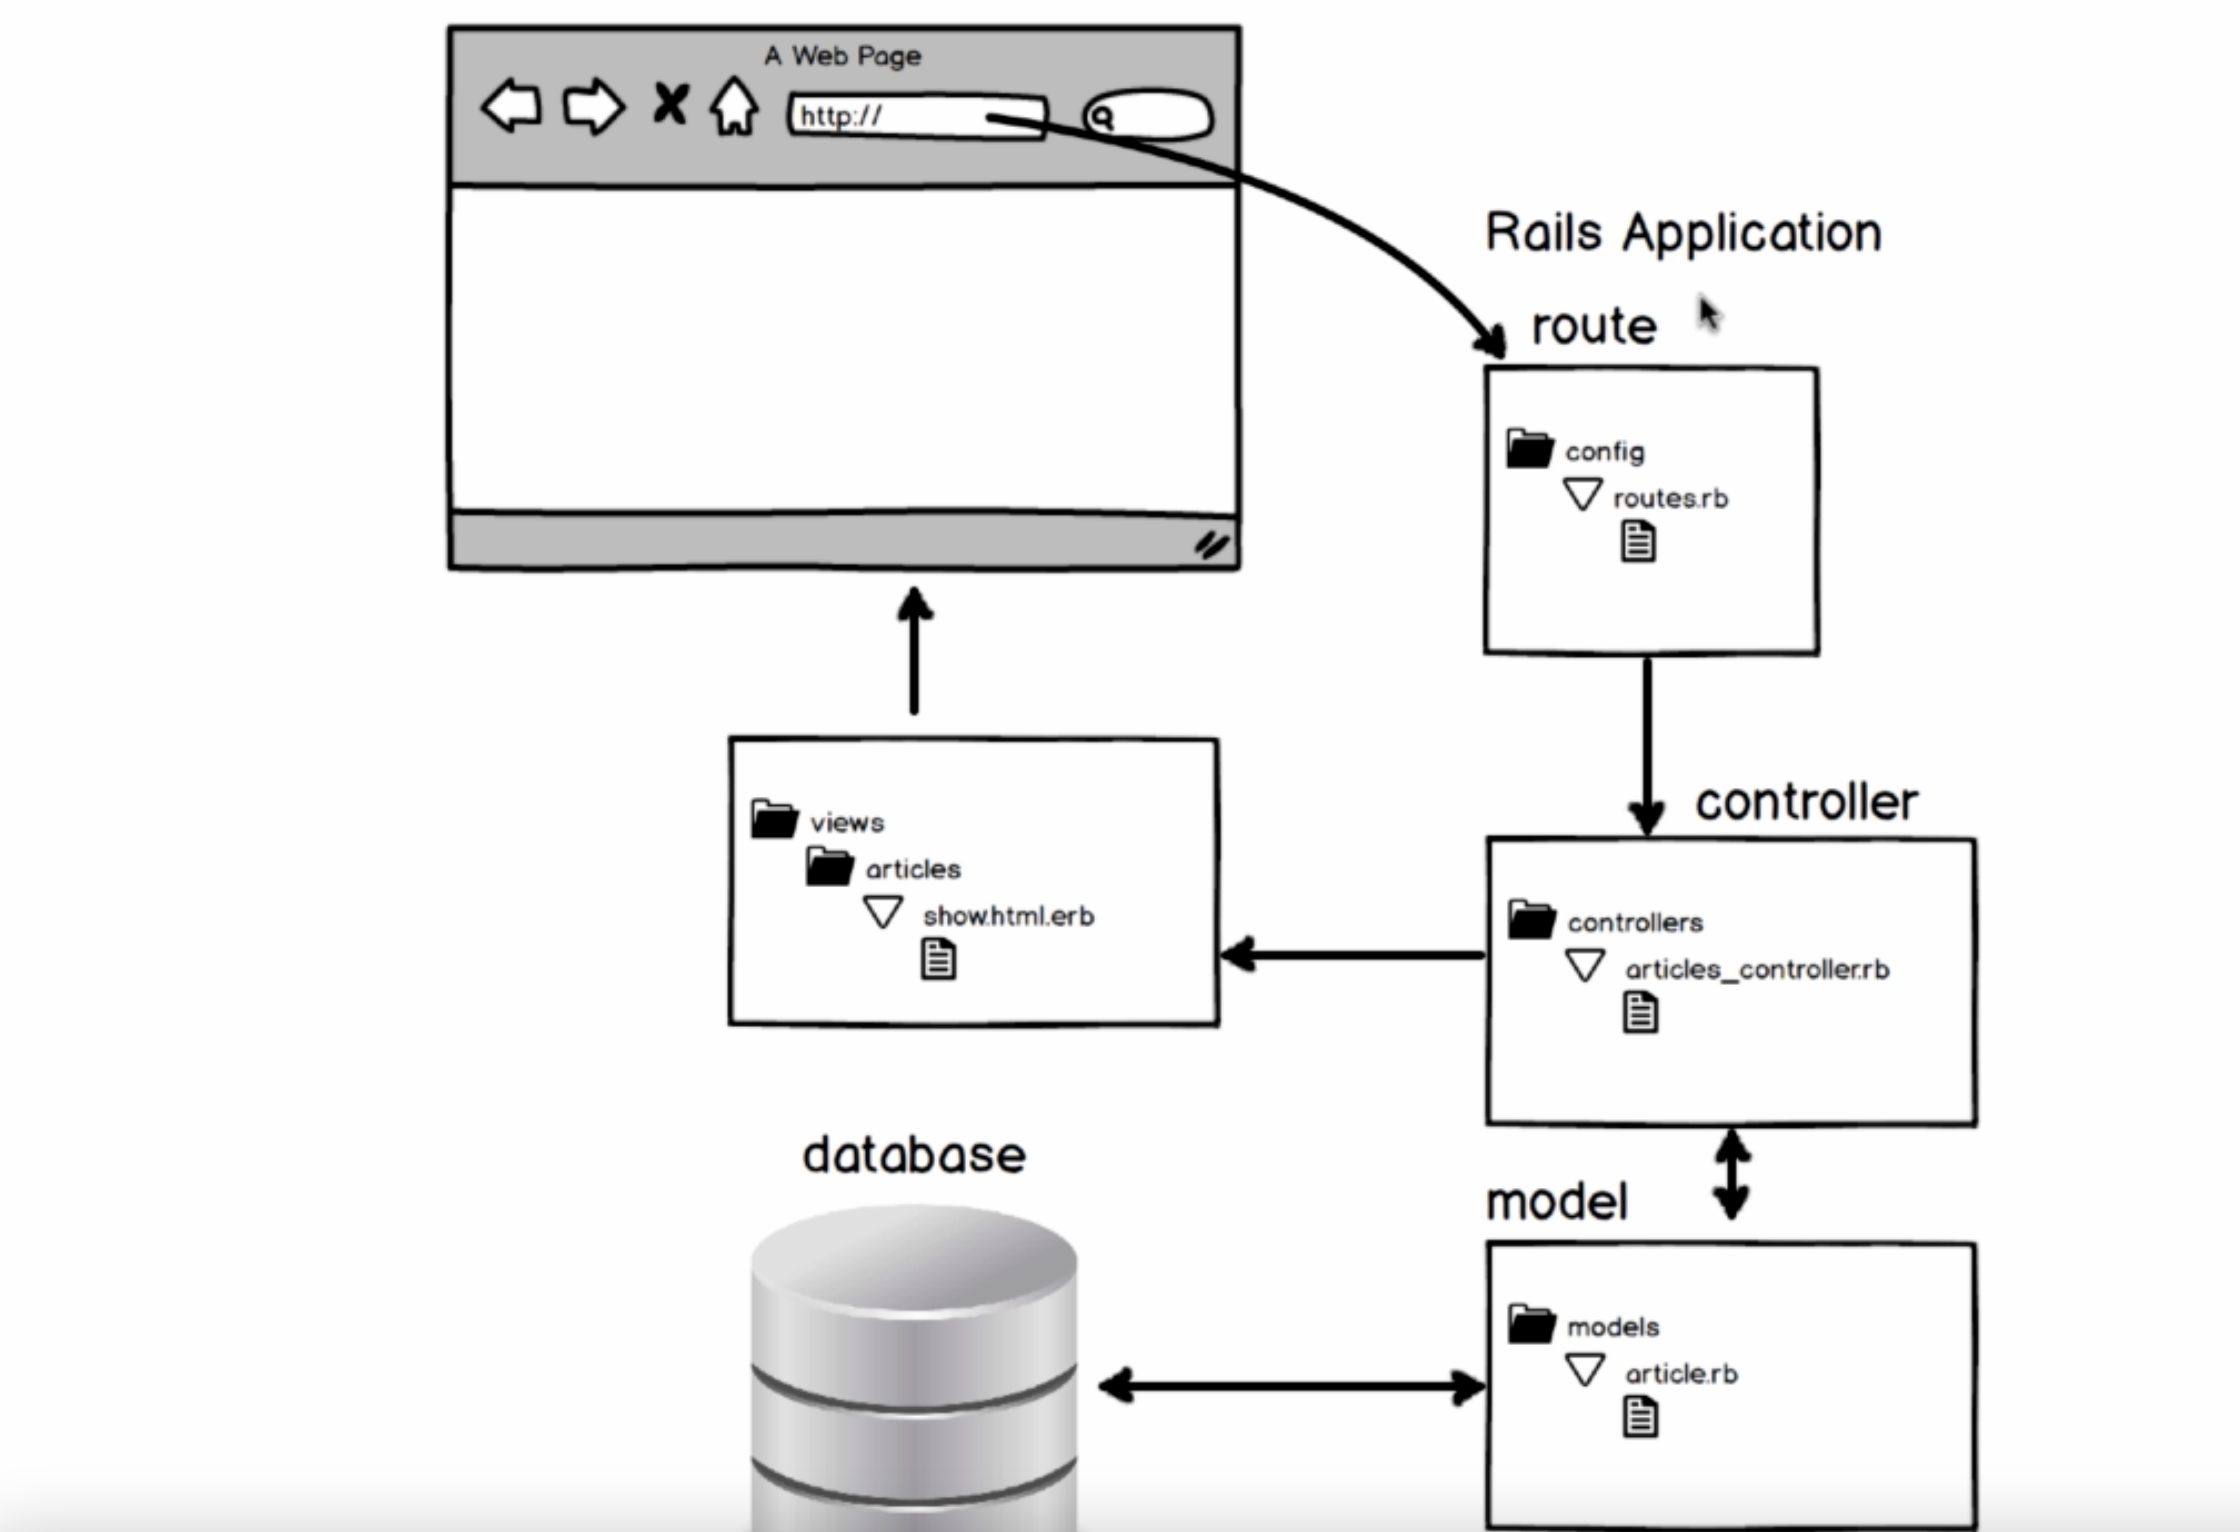 A Web Page
http://
Rails Application
route
config
routes.rb
controller
controllers
articles_controller.rb
views
articles
show.html.erb
database
model
models
article.rb